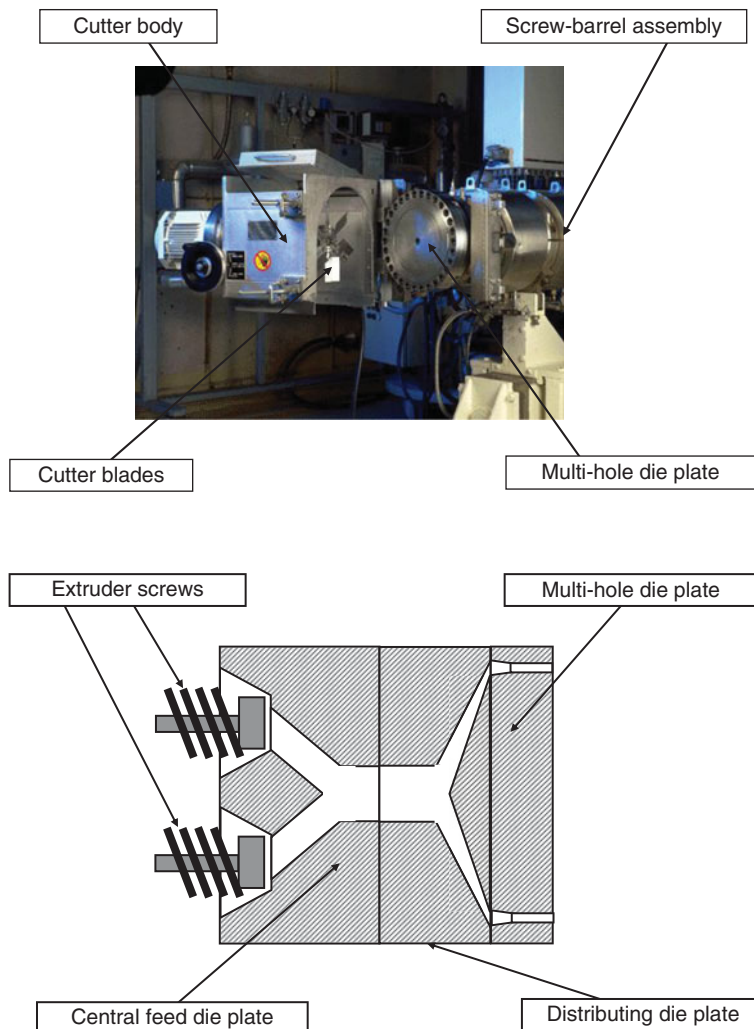 Cutter body
Screw-barrel assembly
Cutter blades
Multi-hole die plate
Extruder screws
Multi-hole die plate
Central feed die plate
Distributing die plate